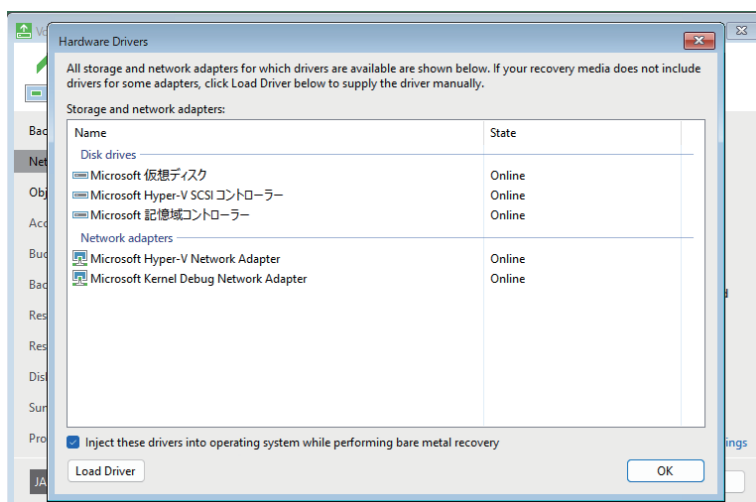 Hardware Drivers
All storage and network adapters for which drivers are available are shown below. If your recovery media does not include
drivers for some adapters, click Load Driver below to supply the driver manually.
Storage and network adapters:
Name State
Disk drives
Microsoft 仮想ディスク Online
Microsoft Hyper-V SCSI コントローラー Online
Microsoft 記憶域コントローラー Online
Network adapters
Microsoft Hyper-V Network Adapter Online
Microsoft Kernel Debug Network Adapter Online
Inject these drivers into operating system while performing bare metal recovery
Load Driver OK